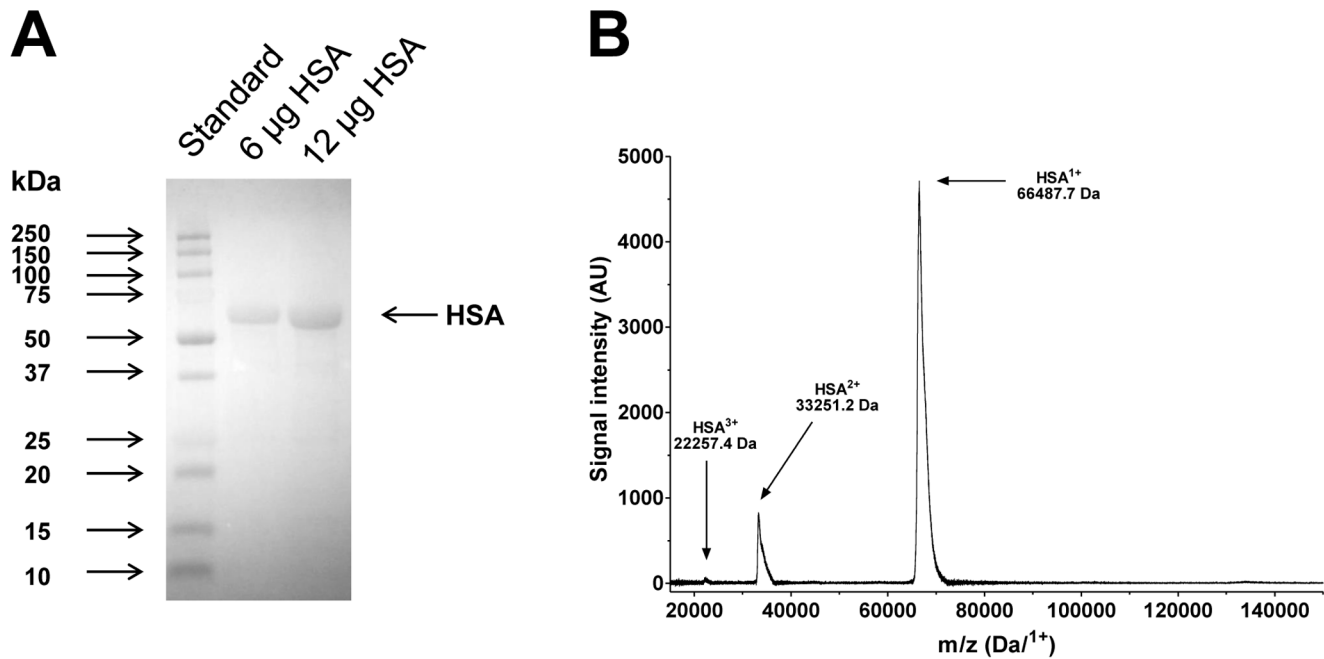 A
Standard
6 µg HSA
12 µg HSA
kDa
250
150
100
75
50
37
25
20
15
10
HSA
B
5000
4000
3000
2000
1000
0
Signal intensity (AU)
HSA1+
66487.7 Da
HSA2+
33251.2 Da
HSA3+
22257.4 Da
20000 40000 60000 80000 100000 120000 140000
m/z (Da/1+)